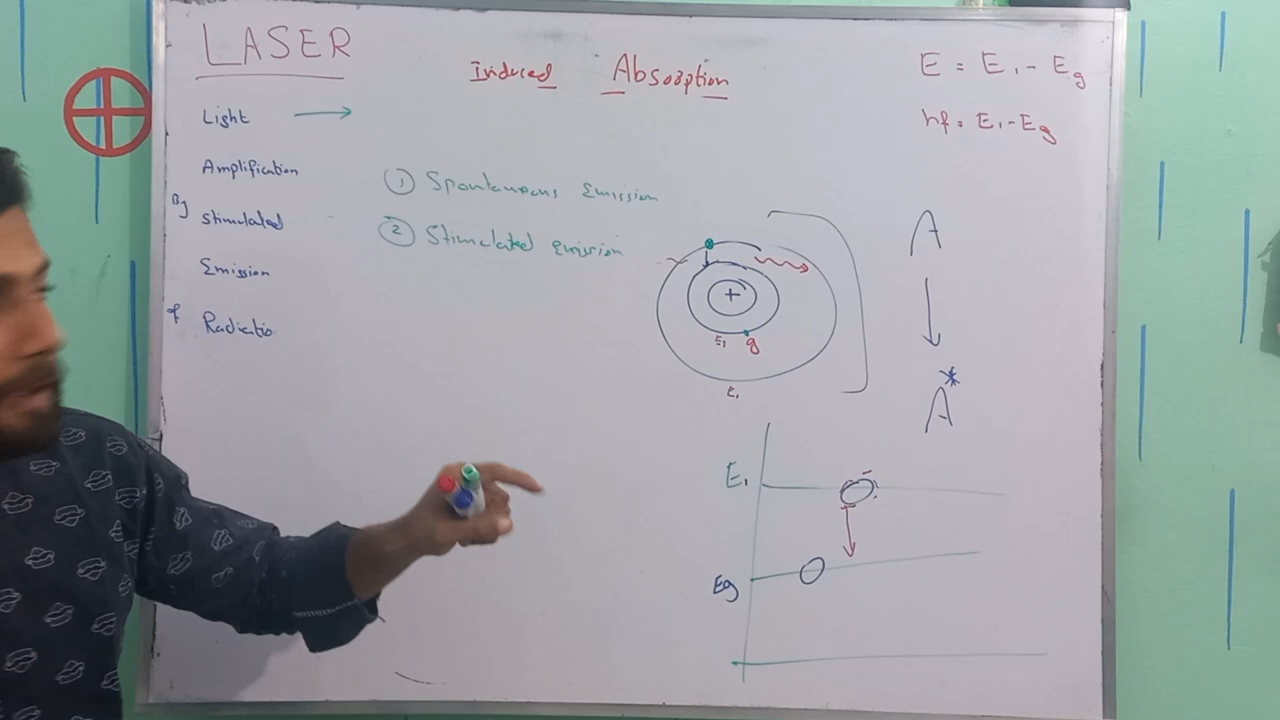 LASER
Induced Absorption
E = E1 - Eg
hf = E1 - Eg
Light
Amplification
By
Stimulated
Emission
of
Radiatio
① Spontaneous Emission
② Stimulated Emission
+
E1 g
E1
A
A*
E1
Eg